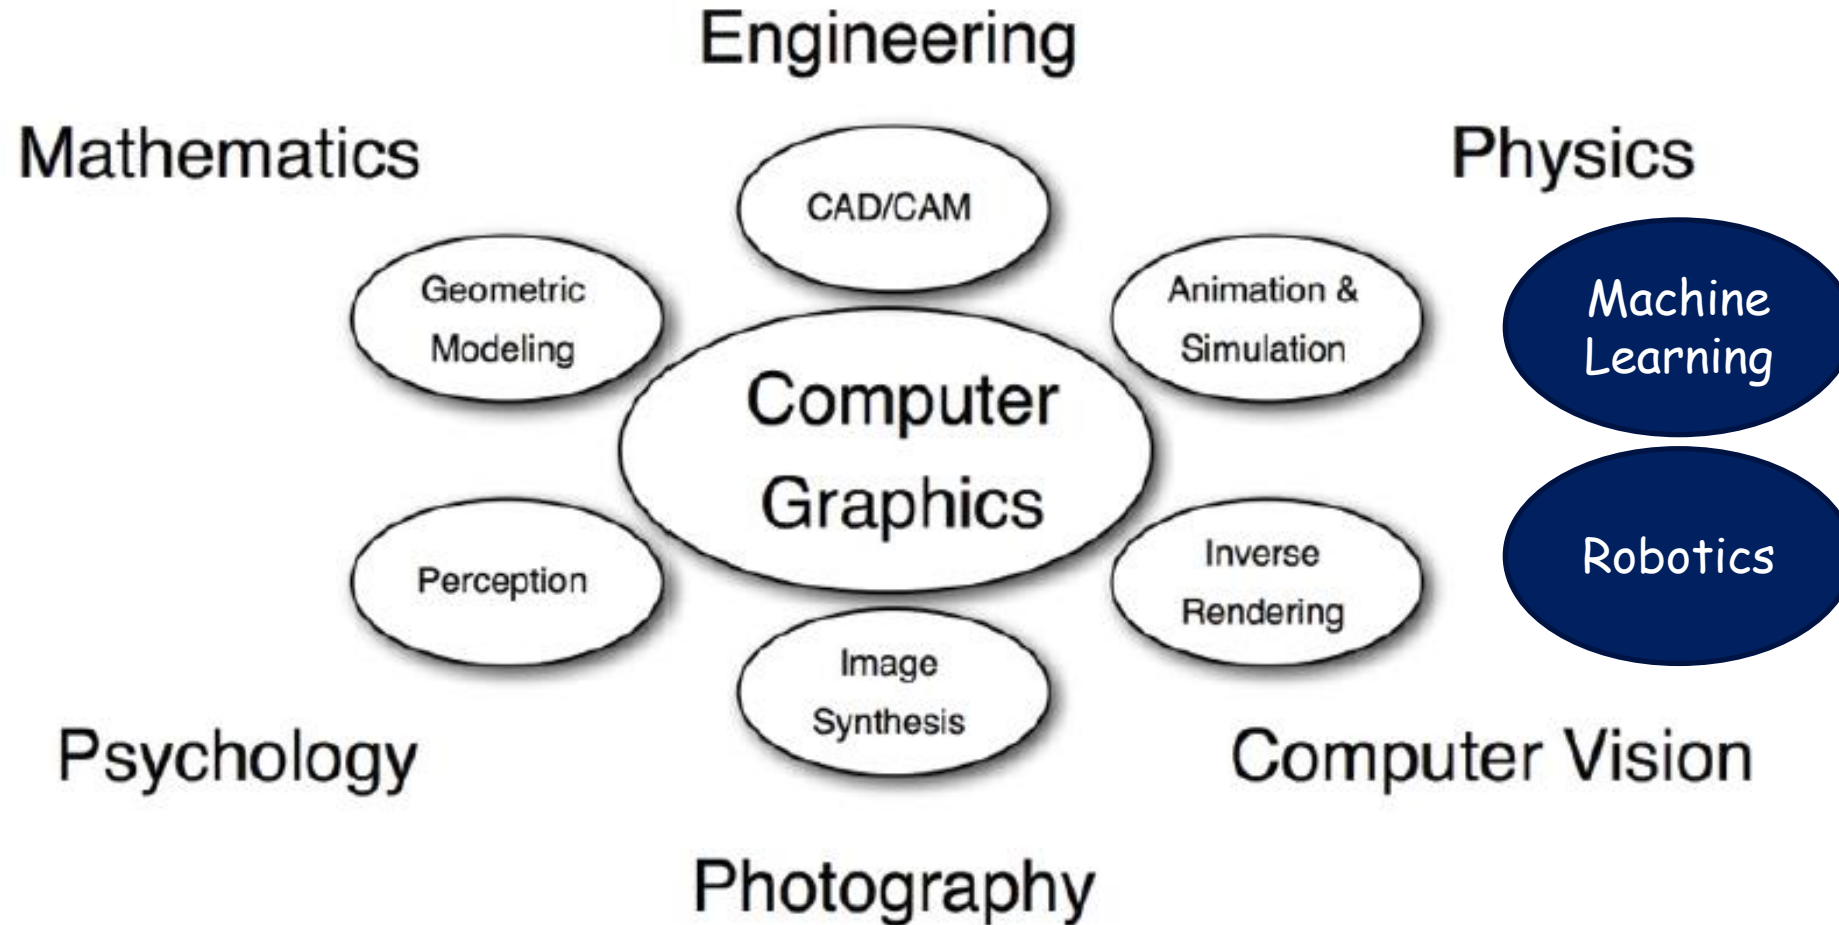 Engineering
Mathematics
Physics
CAD/CAM
Geometric
Modeling
Animation &
Simulation
Machine
Learning
Computer
Graphics
Perception
Inverse
Rendering
Robotics
Image
Synthesis
Psychology
Computer Vision
Photography